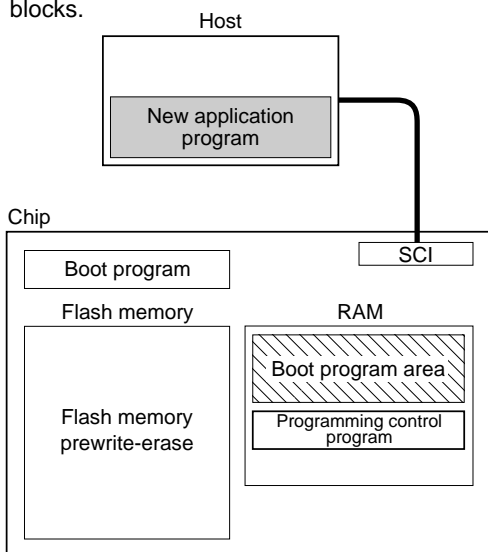 blocks.
Host
New application
program
Chip
SCI
Boot program
Flash memory
RAM
Boot program area
Flash memory
prewrite-erase
Programming control
program